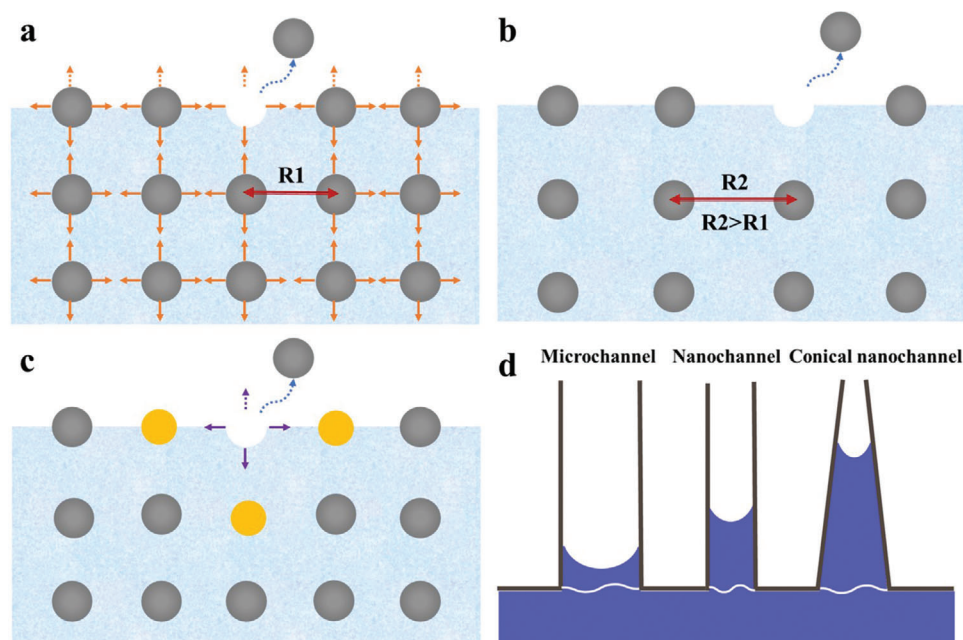 a
b
R1
R2
R2>R1
c
d
Microchannel Nanochannel Conical nanochannel